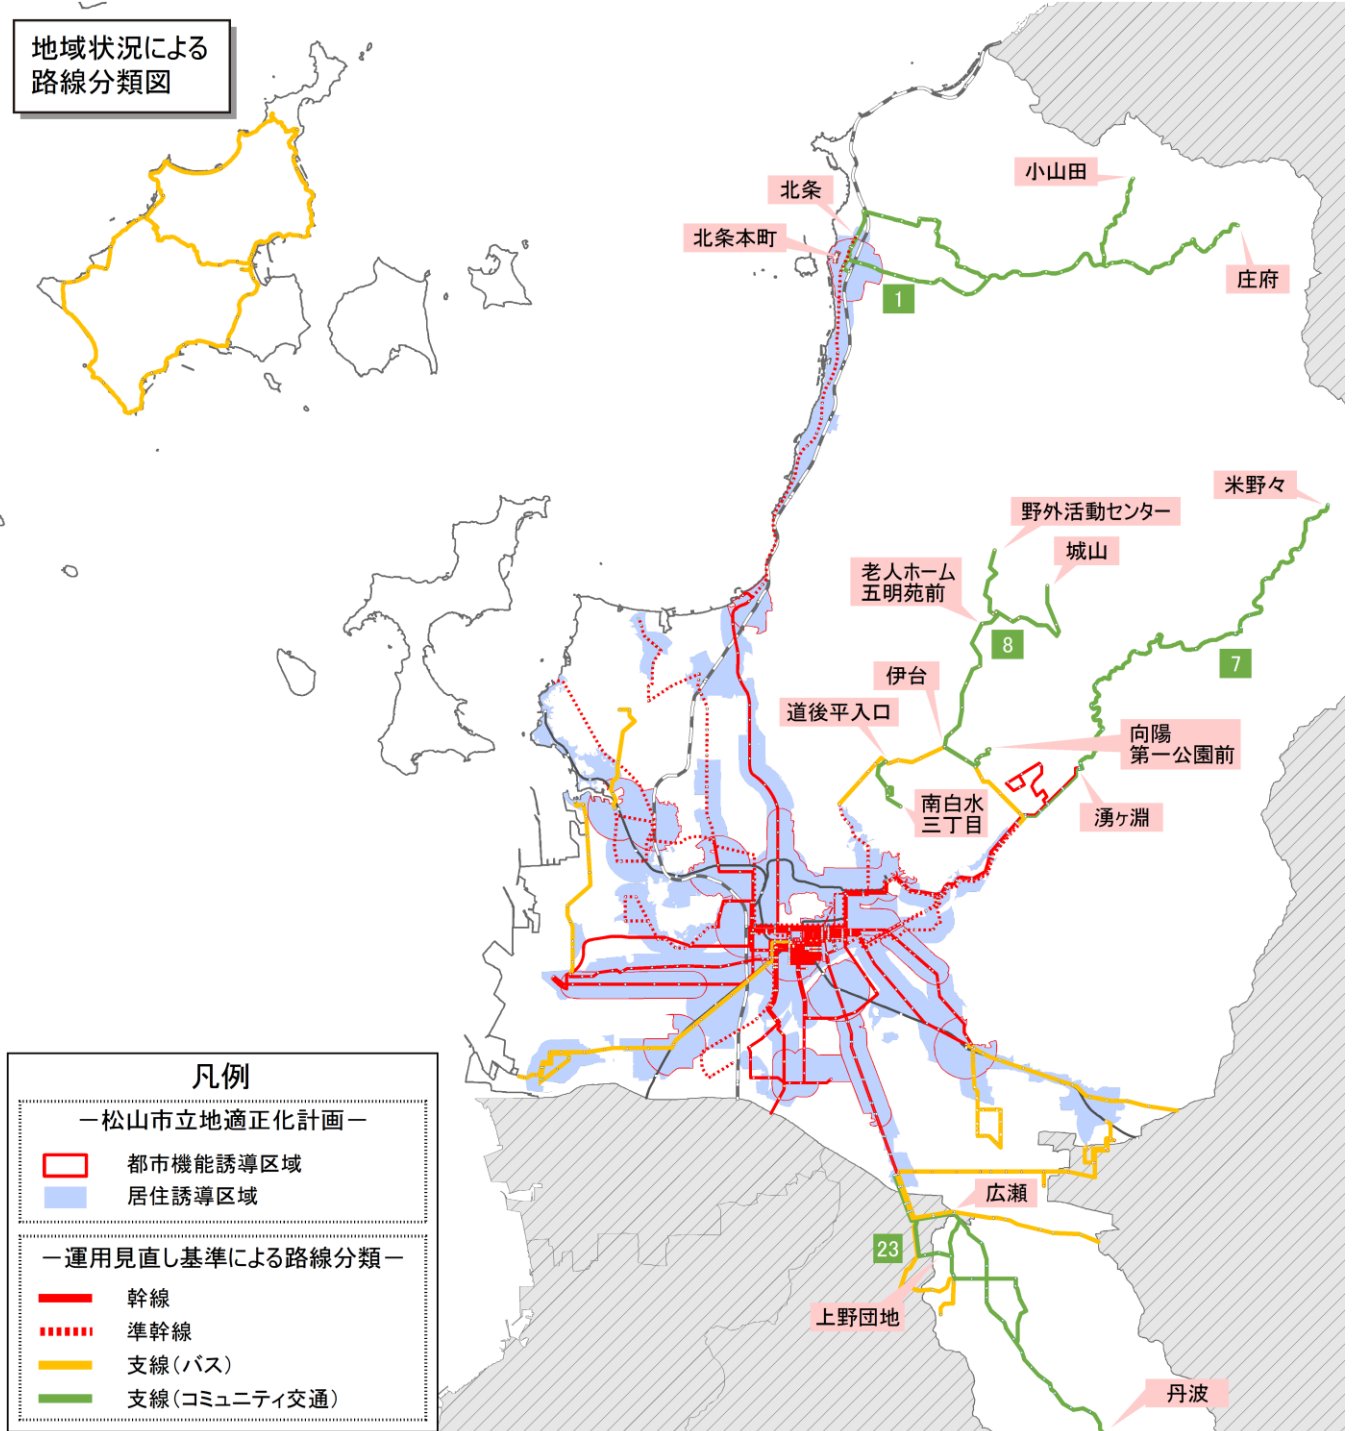 地域状況による
路線分類図
小山田
北条
北条本町
庄府
1
米野々
野外活動センター
城山
老人ホーム
五明苑前
8
7
伊台
道後平入口
向陽
第一公園前
南白水
三丁目
湧ヶ淵
広瀬
23
上野団地
丹波
凡例
－松山市立地適正化計画－
都市機能誘導区域
居住誘導区域
－運用見直し基準による路線分類－
幹線
準幹線
支線（バス）
支線（コミュニティ交通）